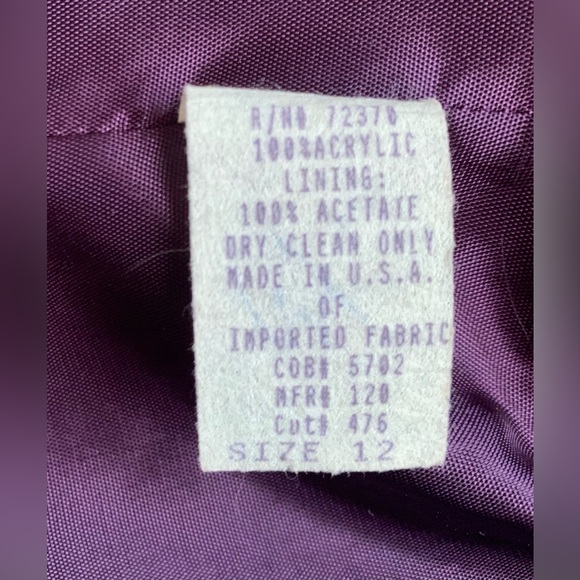 R/N# 72370
100%ACRYLIC
LINING:
100% ACETATE
DRY CLEAN ONLY
MADE IN U.S.A.
OF
IMPORTED FABRIC
COB# 5702
MFR# 120
Cut# 476
SIZE 12